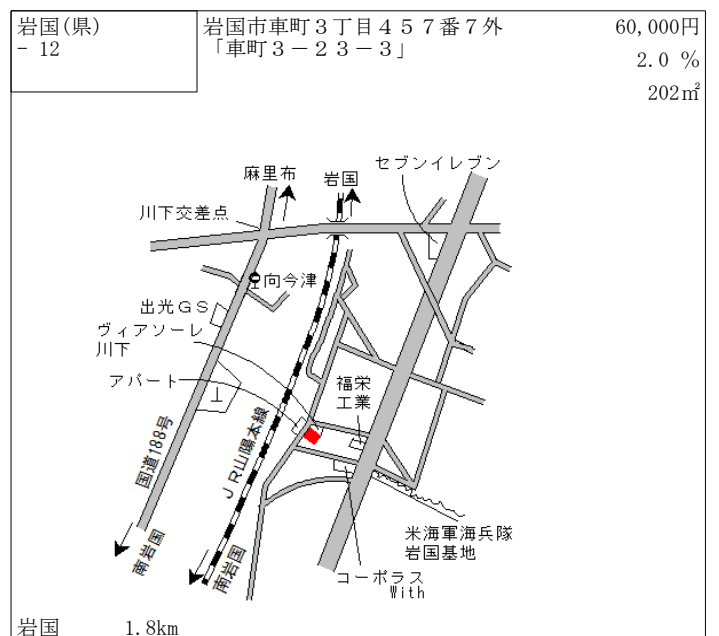 岩国(県)
- 12
岩国市車町３丁目４５７番７外
「車町３－２３－３」
60,000円
2.0 %
202㎡
セブンイレブン
麻里布
岩国
川下交差点
向今津
出光ＧＳ
ヴィアソーレ
川下
アパート
福栄
工業
国道188号
ＪＲ山陽本線
米海軍海兵隊
岩国基地
南岩国
南岩国
コーポラス
With
岩国 1.8km